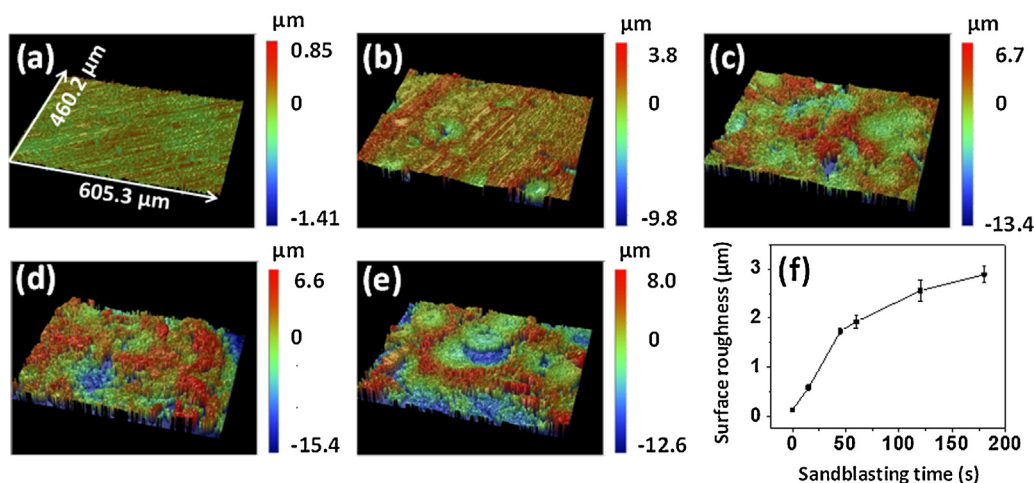 μm
0.85
0
-1.41
(a)
460.2 μm
605.3 μm
μm
3.8
0
-9.8
(b)
μm
6.7
0
-13.4
(c)
μm
6.6
0
-15.4
(d)
μm
8.0
0
-12.6
(e)
(f)
Surface roughness (μm)
3
2
1
0
0 50 100 150 200
Sandblasting time (s)